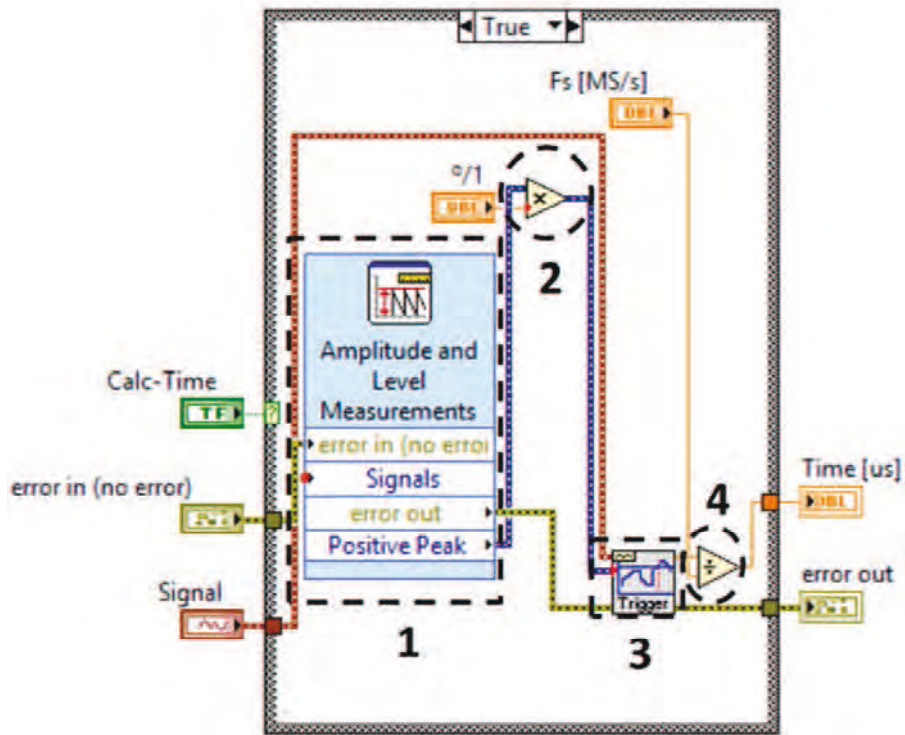 True
Fs [MS/s]
DBL
º/1
DBL
×
2
Amplitude and
Level
Measurements
error in (no error
Signals
error out
Positive Peak
Calc-Time
TF
?
error in (no error)
Signal
1
Trigger
3
4
÷
Time [us]
DBL
error out